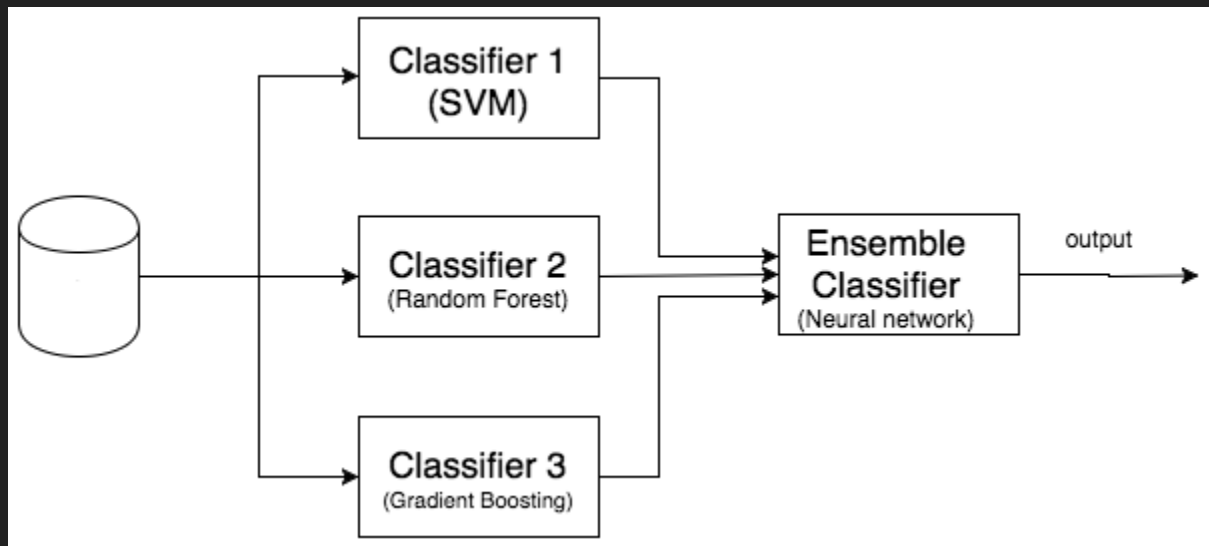 Classifier 1
(SVM)
Classifier 2
(Random Forest)
Classifier 3
(Gradient Boosting)
Ensemble
Classifier
(Neural network)
output